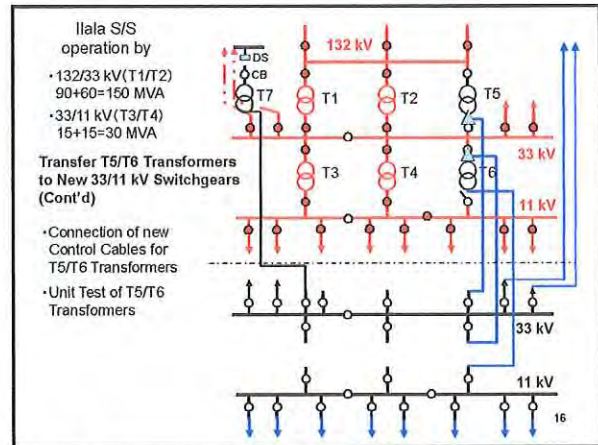 Ilala S/S
operation by
・132/33 kV(T1/T2)
90+60=150 MVA
・33/11 kV(T3/T4)
15+15=30 MVA
Transfer T5/T6 Transformers
to New 33/11 kV Switchgears
(Cont'd)
・Connection of new
Control Cables for
T5/T6 Transformers
・Unit Test of T5/T6
Transformers
DS
CB
T7
132 kV
T1
T2
T5
33 kV
T3
T4
T6
11 kV
33 kV
11 kV
16